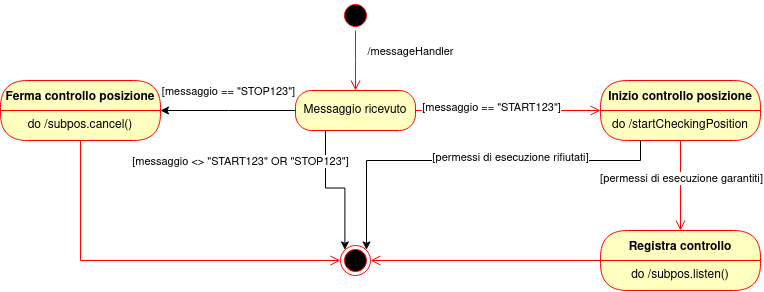 /messageHandler
Ferma controllo posizione
do /subpos.cancel()
[messaggio == "STOP123"]
Messaggio ricevuto
[messaggio == "START123"]
Inizio controllo posizione
do /startCheckingPosition
[messaggio <> "START123" OR "STOP123"]
[permessi di esecuzione rifiutati]
[permessi di esecuzione garantiti]
Registra controllo
do /subpos.listen()